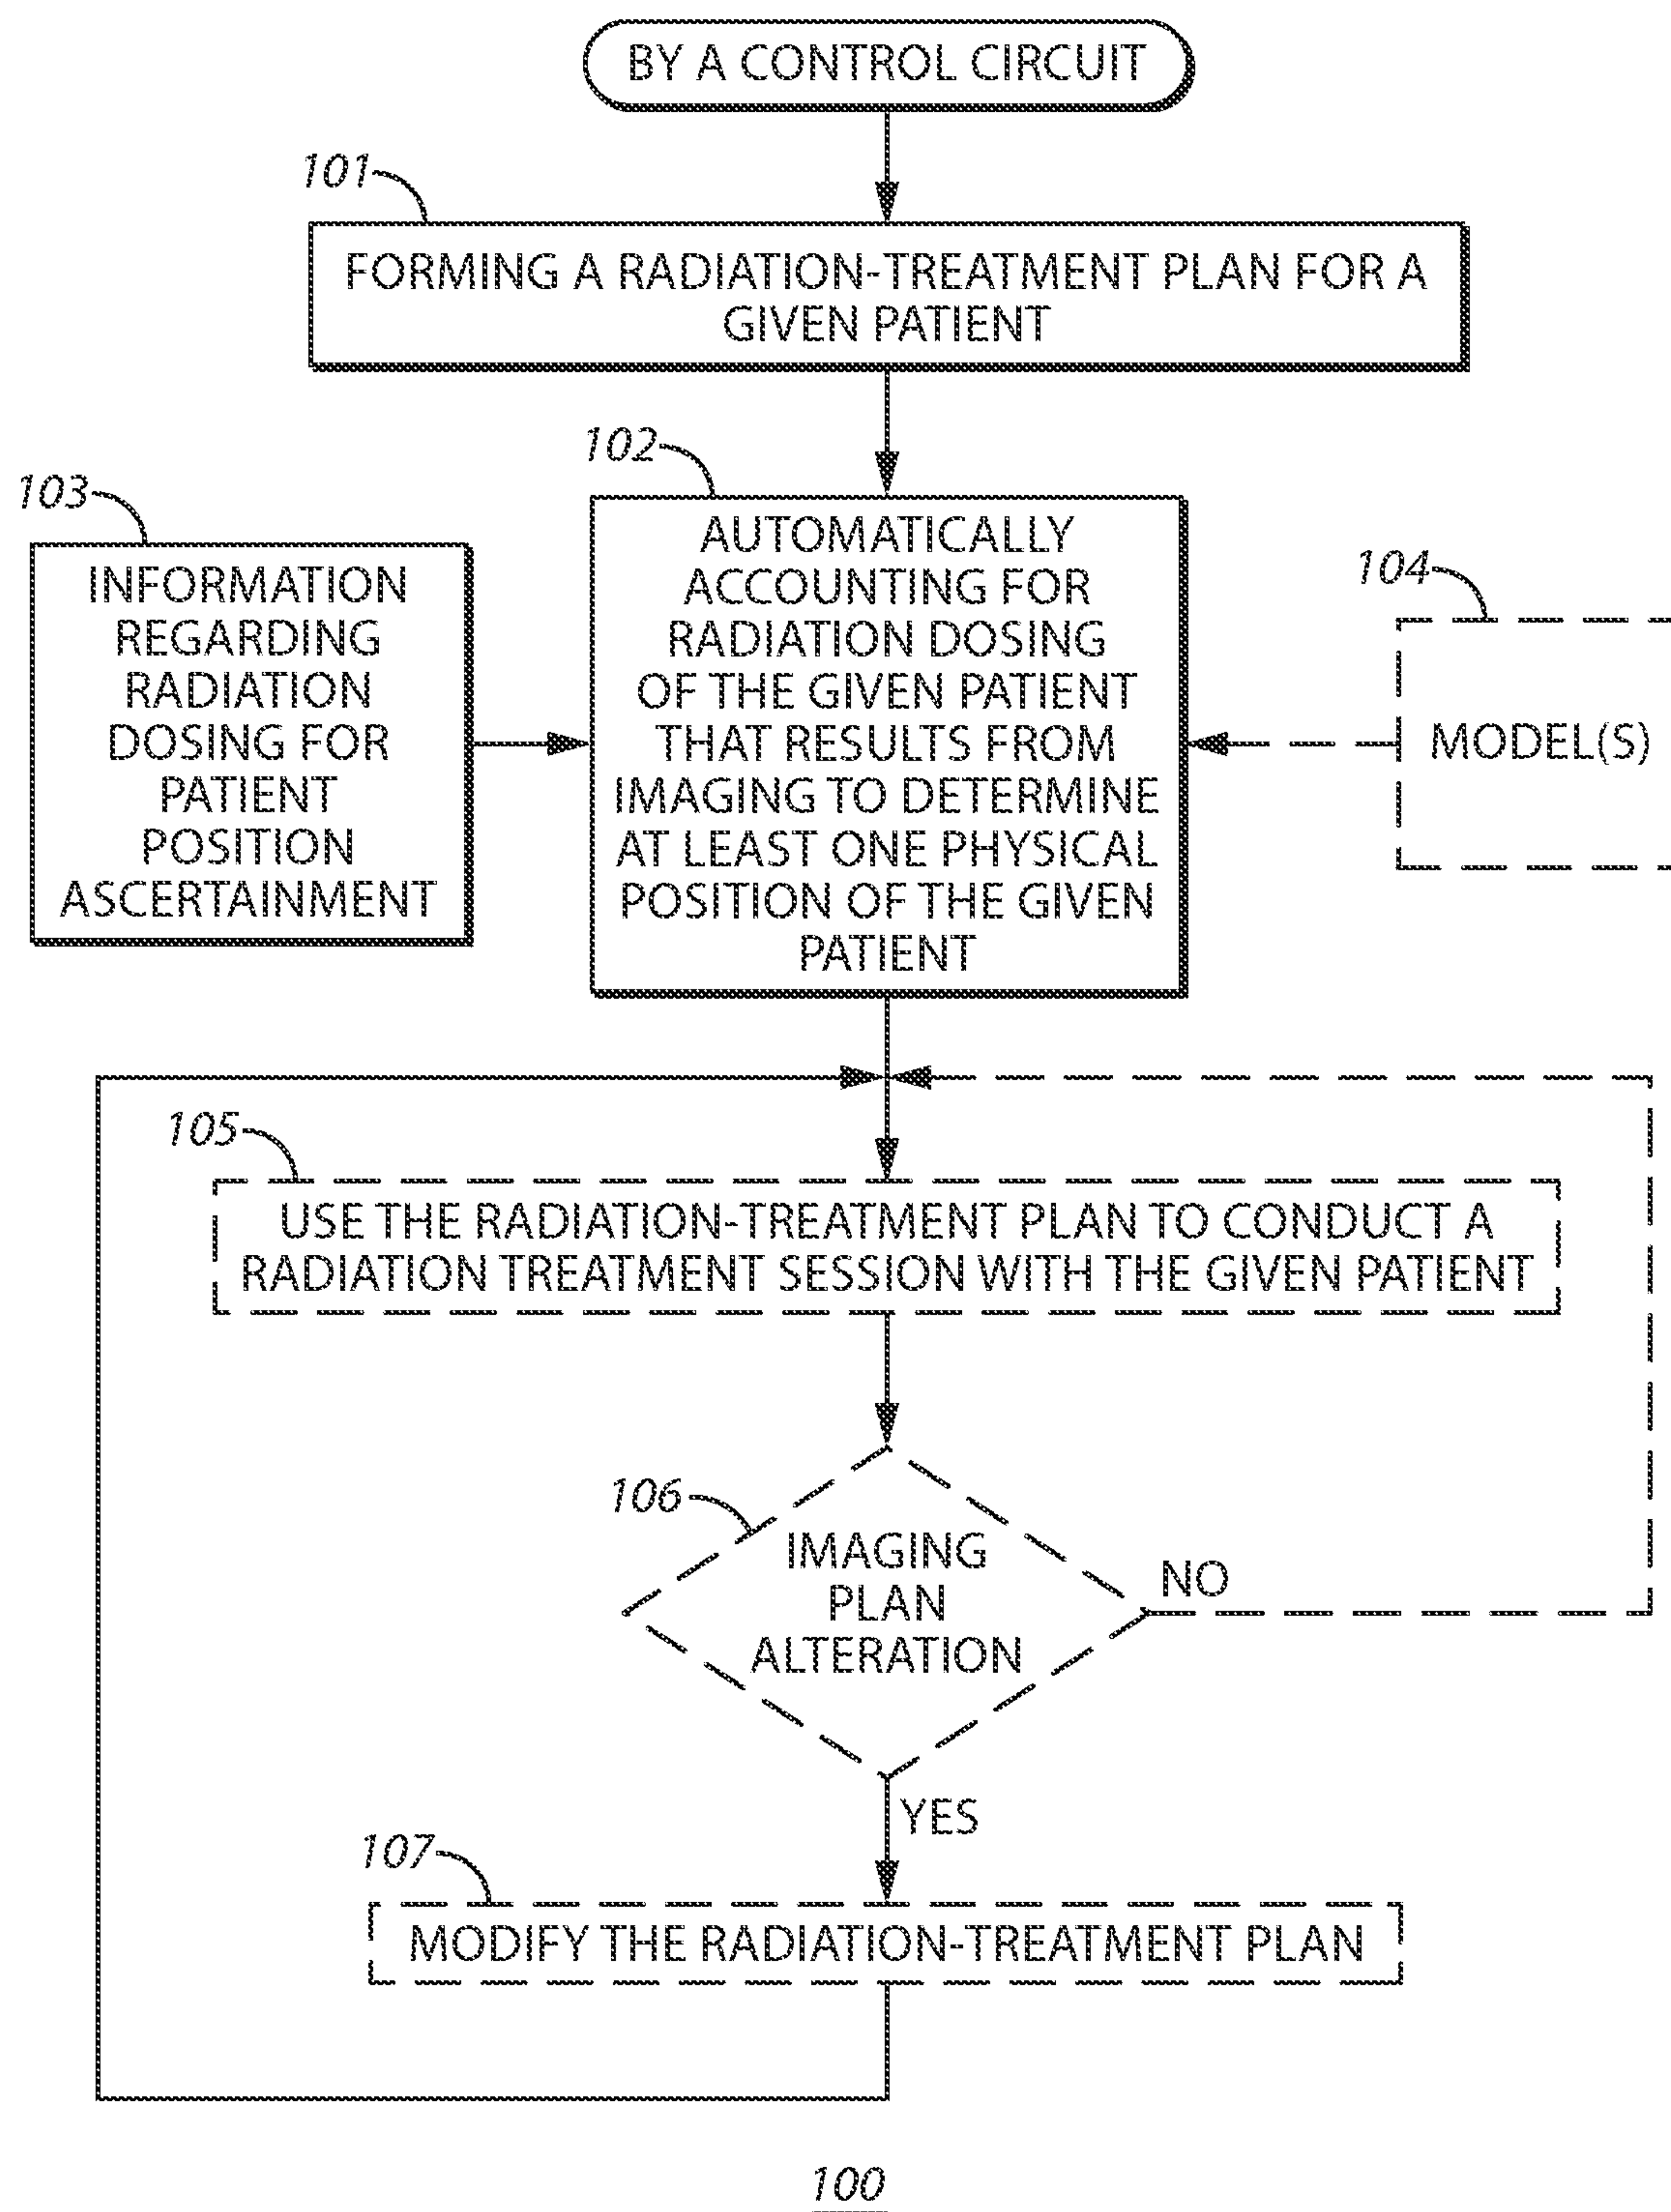 BY A CONTROL CIRCUIT
101
FORMING A RADIATION-TREATMENT PLAN FOR A
GIVEN PATIENT
102
103
AUTOMATICALLY
ACCOUNTING FOR
RADIATION DOSING
OF THE GIVEN PATIENT
THAT RESULTS FROM
IMAGING TO DETERMINE
AT LEAST ONE PHYSICAL
POSITION OF THE GIVEN
PATIENT
INFORMATION
REGARDING
RADIATION
DOSING FOR
PATIENT
POSITION
ASCERTAINMENT
104
MODEL(S)
105
USE THE RADIATION-TREATMENT PLAN TO CONDUCT A
RADIATION TREATMENT SESSION WITH THE GIVEN PATIENT
106
IMAGING
PLAN
ALTERATION
NO
YES
107
MODIFY THE RADIATION-TREATMENT PLAN
100